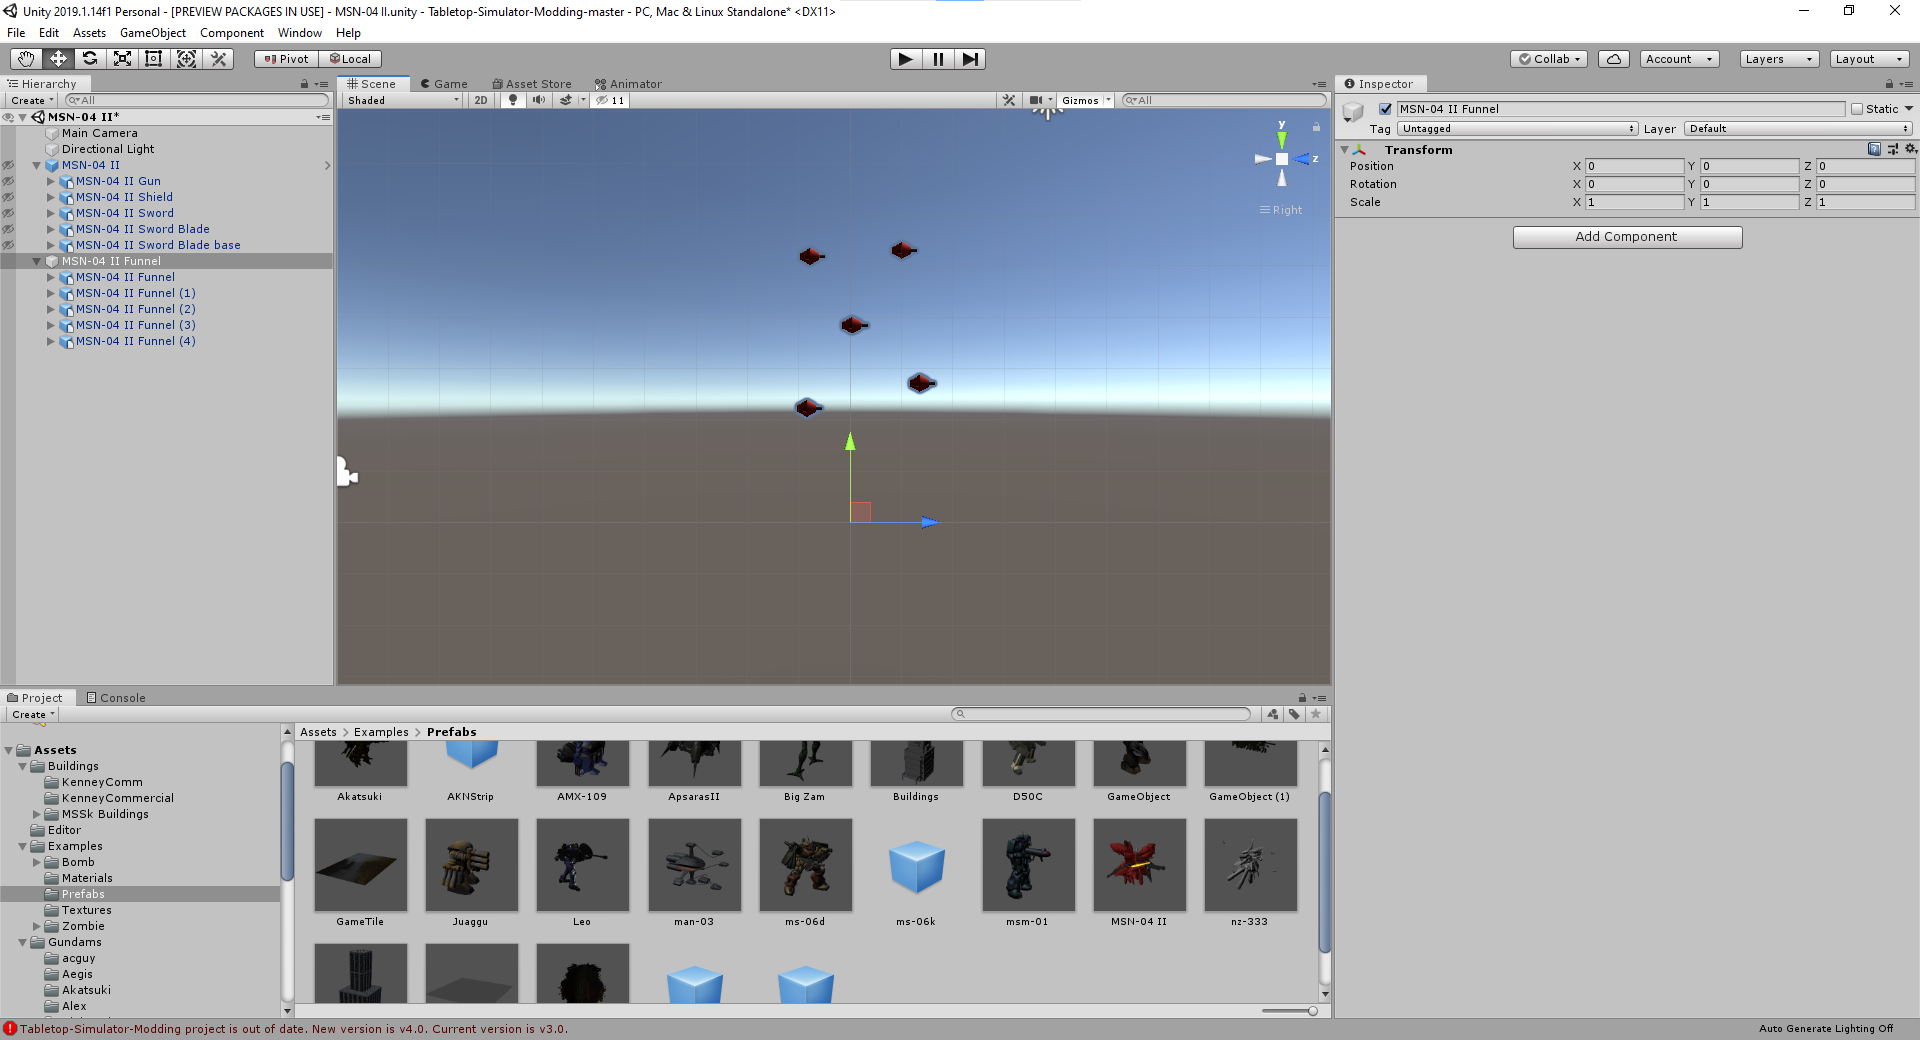 Unity 2019.1.14f1 Personal - [PREVIEW PACKAGES IN USE] - MSN-04 II.unity - Tabletop-Simulator-Modding-master - PC, Mac & Linux Standalone* <DX11>
File Edit Assets GameObject Component Window Help
Pivot Local Collab Account Layers Layout
Hierarchy
Create All
MSN-04 II*
Main Camera
Directional Light
MSN-04 II
MSN-04 II Gun
MSN-04 II Shield
MSN-04 II Sword
MSN-04 II Sword Blade
MSN-04 II Sword Blade base
MSN-04 II Funnel
MSN-04 II Funnel
MSN-04 II Funnel (1)
MSN-04 II Funnel (2)
MSN-04 II Funnel (3)
MSN-04 II Funnel (4)
Scene Game Asset Store Animator
Shaded 2D 11 Gizmos All
y
z
Right
Inspector
MSN-04 II Funnel Static
Tag Untagged Layer Default
Transform
Position X 0 Y 0 Z 0
Rotation X 0 Y 0 Z 0
Scale X 1 Y 1 Z 1
Add Component
Project Console
Create
Assets
Buildings
KenneyComm
KenneyCommercial
MSSk Buildings
Editor
Examples
Bomb
Materials
Prefabs
Textures
Zombie
Gundams
acguy
Aegis
Akatsuki
Alex
Assets > Examples > Prefabs
Akatsuki AKNStrip AMX-109 ApsarasII Big Zam Buildings D50C GameObject GameObject (1)
GameTile Juaggu Leo man-03 ms-06d ms-06k msm-01 MSN-04 II nz-333
Tabletop-Simulator-Modding project is out of date. New version is v4.0. Current version is v3.0.
Auto Generate Lighting Off